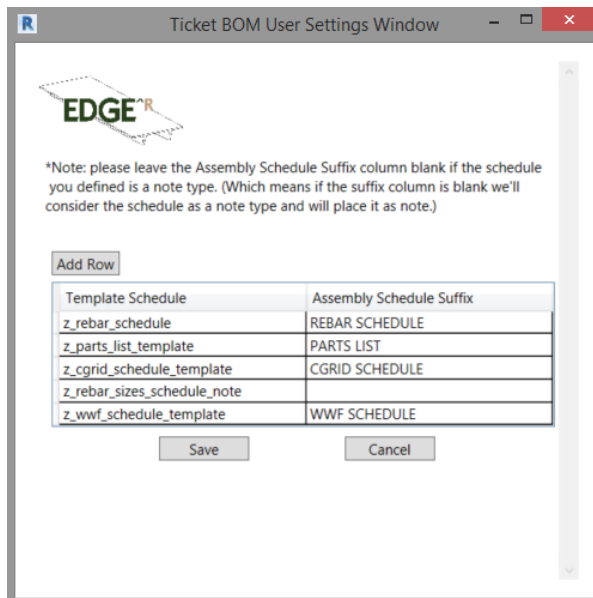 R
Ticket BOM User Settings Window
EDGE^R
*Note: please leave the Assembly Schedule Suffix column blank if the schedule
you defined is a note type. (Which means if the suffix column is blank we'll
consider the schedule as a note type and will place it as note.)
Add Row
Template Schedule Assembly Schedule Suffix
z_rebar_schedule REBAR SCHEDULE
z_parts_list_template PARTS LIST
z_cgrid_schedule_template CGRID SCHEDULE
z_rebar_sizes_schedule_note
z_wwf_schedule_template WWF SCHEDULE
Save Cancel